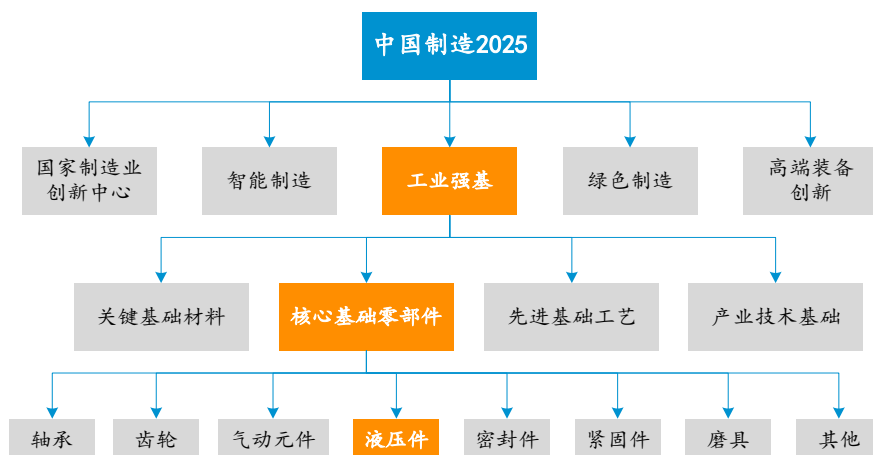 中国制造2025
国家制造业
创新中心
智能制造
工业强基
绿色制造
高端装备
创新
关键基础材料
核心基础零部件
先进基础工艺
产业技术基础
轴承
齿轮
气动元件
液压件
密封件
紧固件
磨具
其他